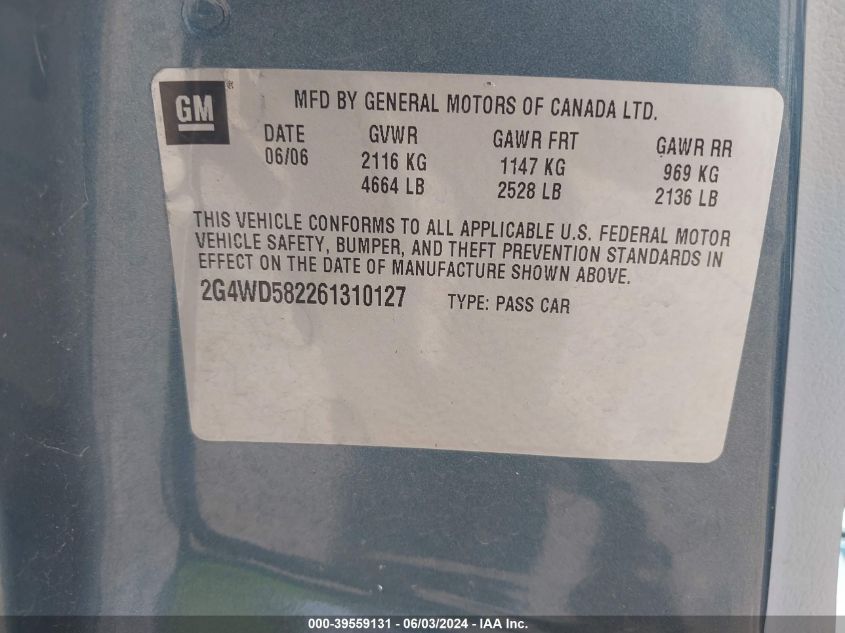 GM
MFD BY GENERAL MOTORS OF CANADA LTD.
DATE GVWR GAWR FRT GAWR RR
06/06 2116 KG 1147 KG 969 KG
4664 LB 2528 LB 2136 LB
THIS VEHICLE CONFORMS TO ALL APPLICABLE U.S. FEDERAL MOTOR
VEHICLE SAFETY, BUMPER, AND THEFT PREVENTION STANDARDS IN
EFFECT ON THE DATE OF MANUFACTURE SHOWN ABOVE.
2G4WD582261310127 TYPE: PASS CAR
000-39559131 - 06/03/2024 - IAA Inc.